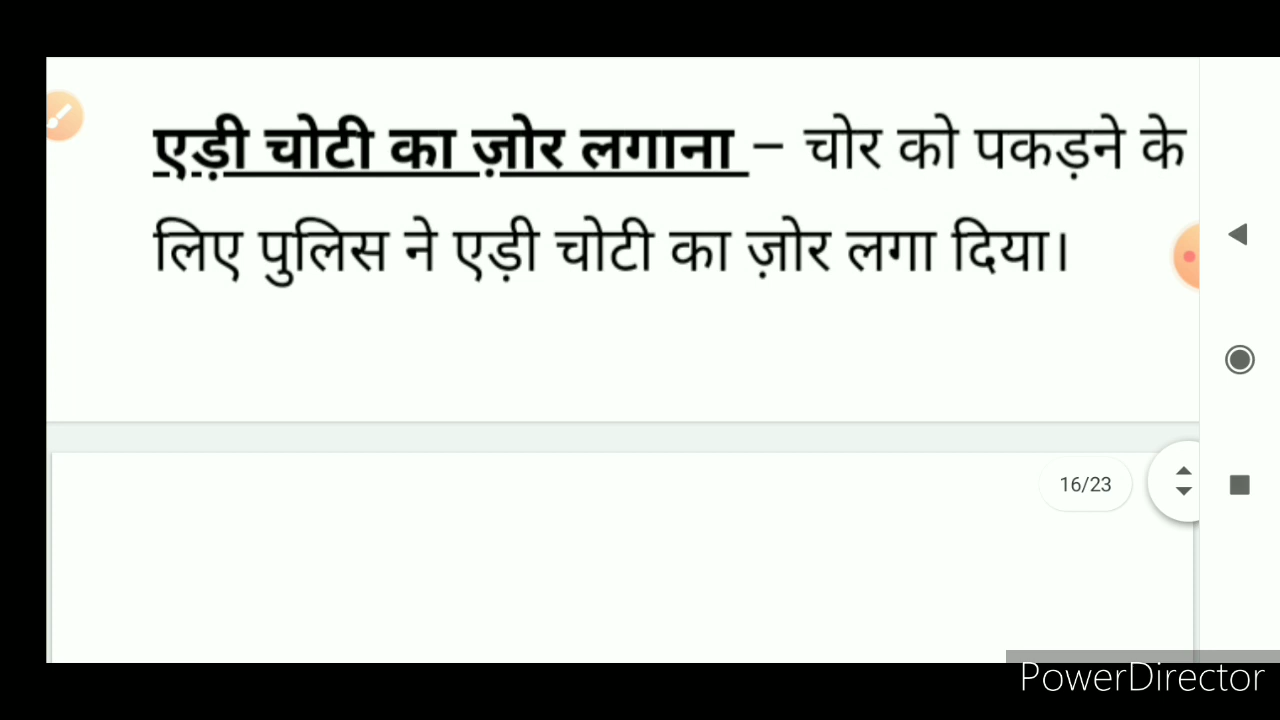 एड़ी चोटी का ज़ोर लगाना – चोर को पकड़ने के
लिए पुलिस ने एड़ी चोटी का ज़ोर लगा दिया।
16/23
PowerDirector